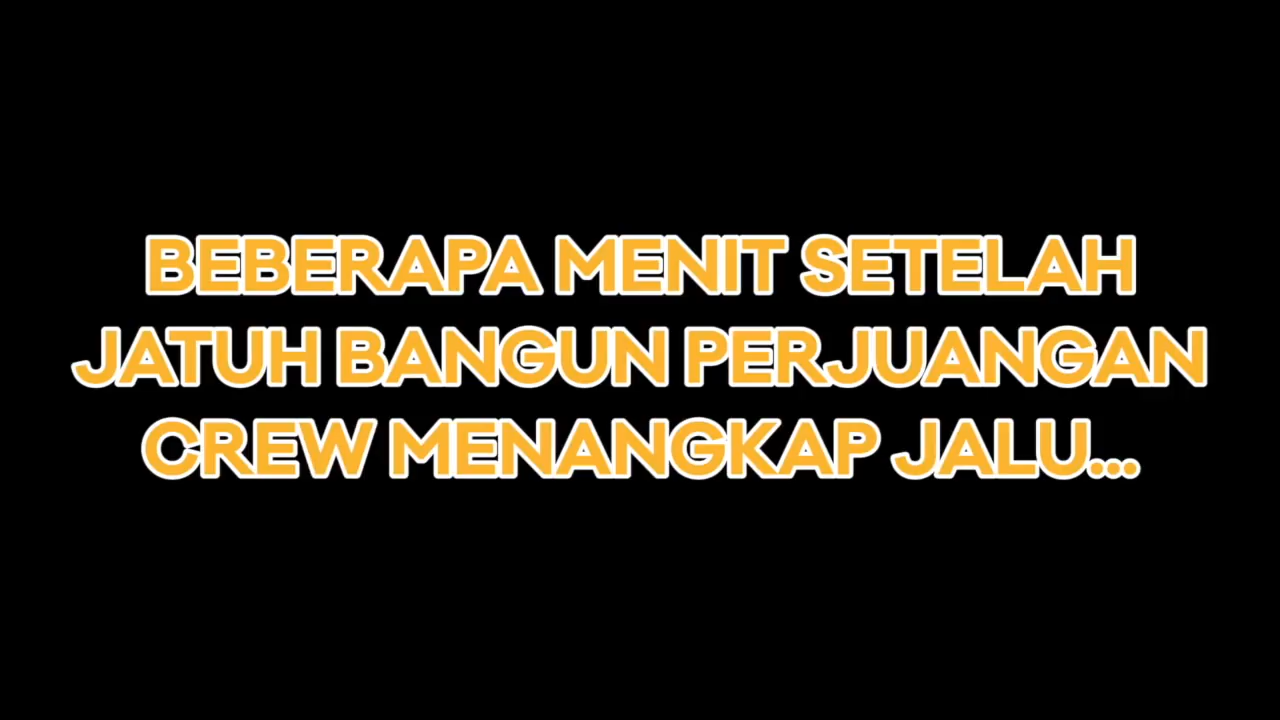 BEBERAPA MENIT SETELAH
JATUH BANGUN PERJUANGAN
CREW MENANGKAP JALU...